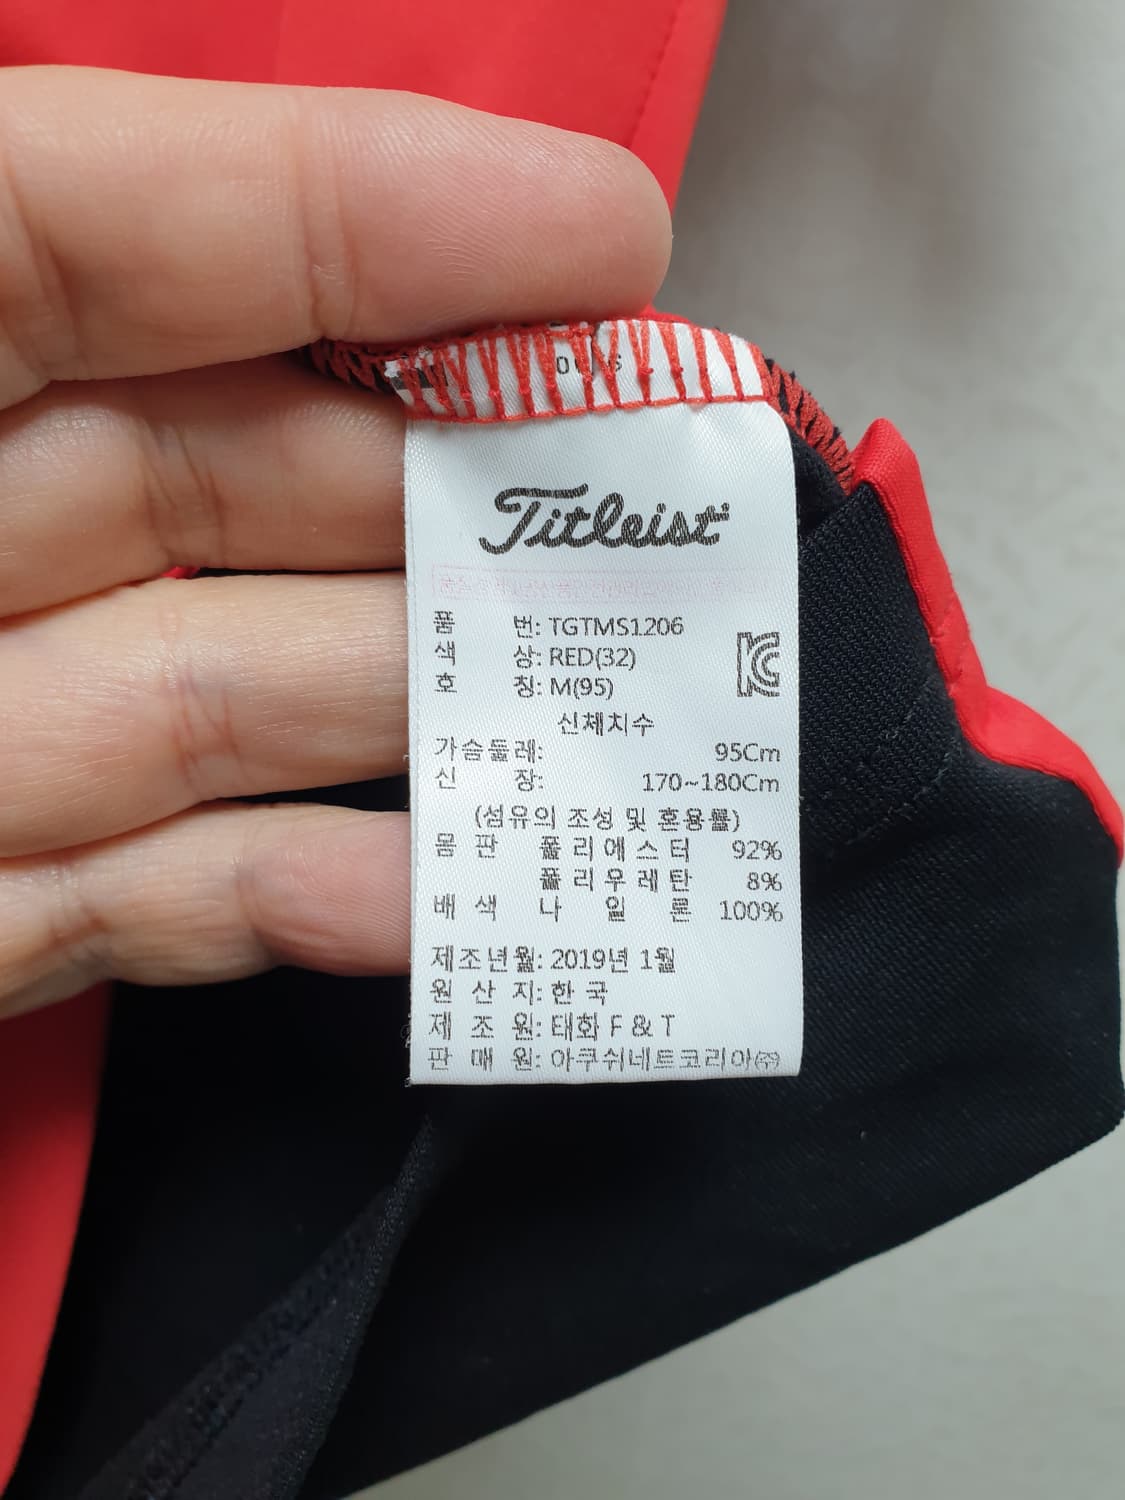 Titleist
품 번: TGTMS1206
색 상: RED(32)
호 칭: M(95)
신체치수
가슴둘레: 95Cm
신 장: 170~180Cm
(섬유의 조성 및 혼용률)
몸 판 폴리에스터 92%
폴리우레탄 8%
배 색 나 일 론 100%
제조년월: 2019년 1월
원 산 지: 한 국
제 조 원: 태화 F & T
판 매 원: 아쿠쉬네트코리아㈜